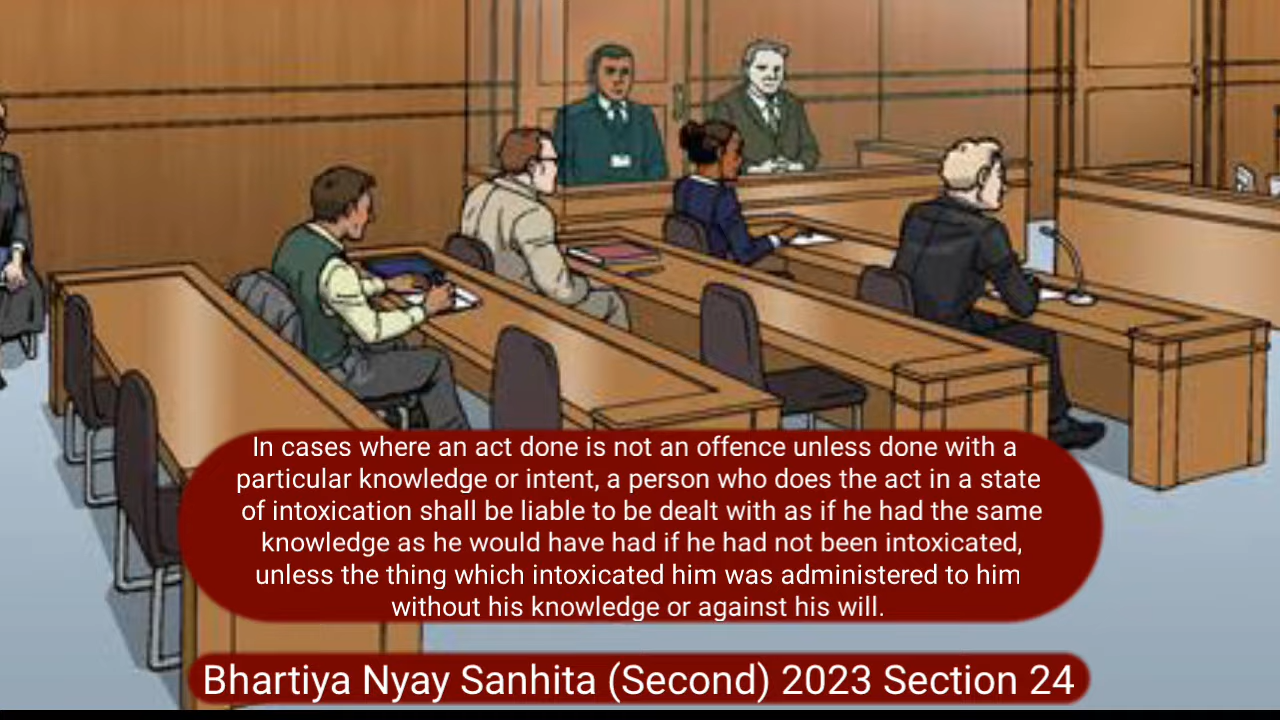 In cases where an act done is not an offence unless done with a
particular knowledge or intent, a person who does the act in a state
of intoxication shall be liable to be dealt with as if he had the same
knowledge as he would have had if he had not been intoxicated,
unless the thing which intoxicated him was administered to him
without his knowledge or against his will.
Bhartiya Nyay Sanhita (Second) 2023 Section 24